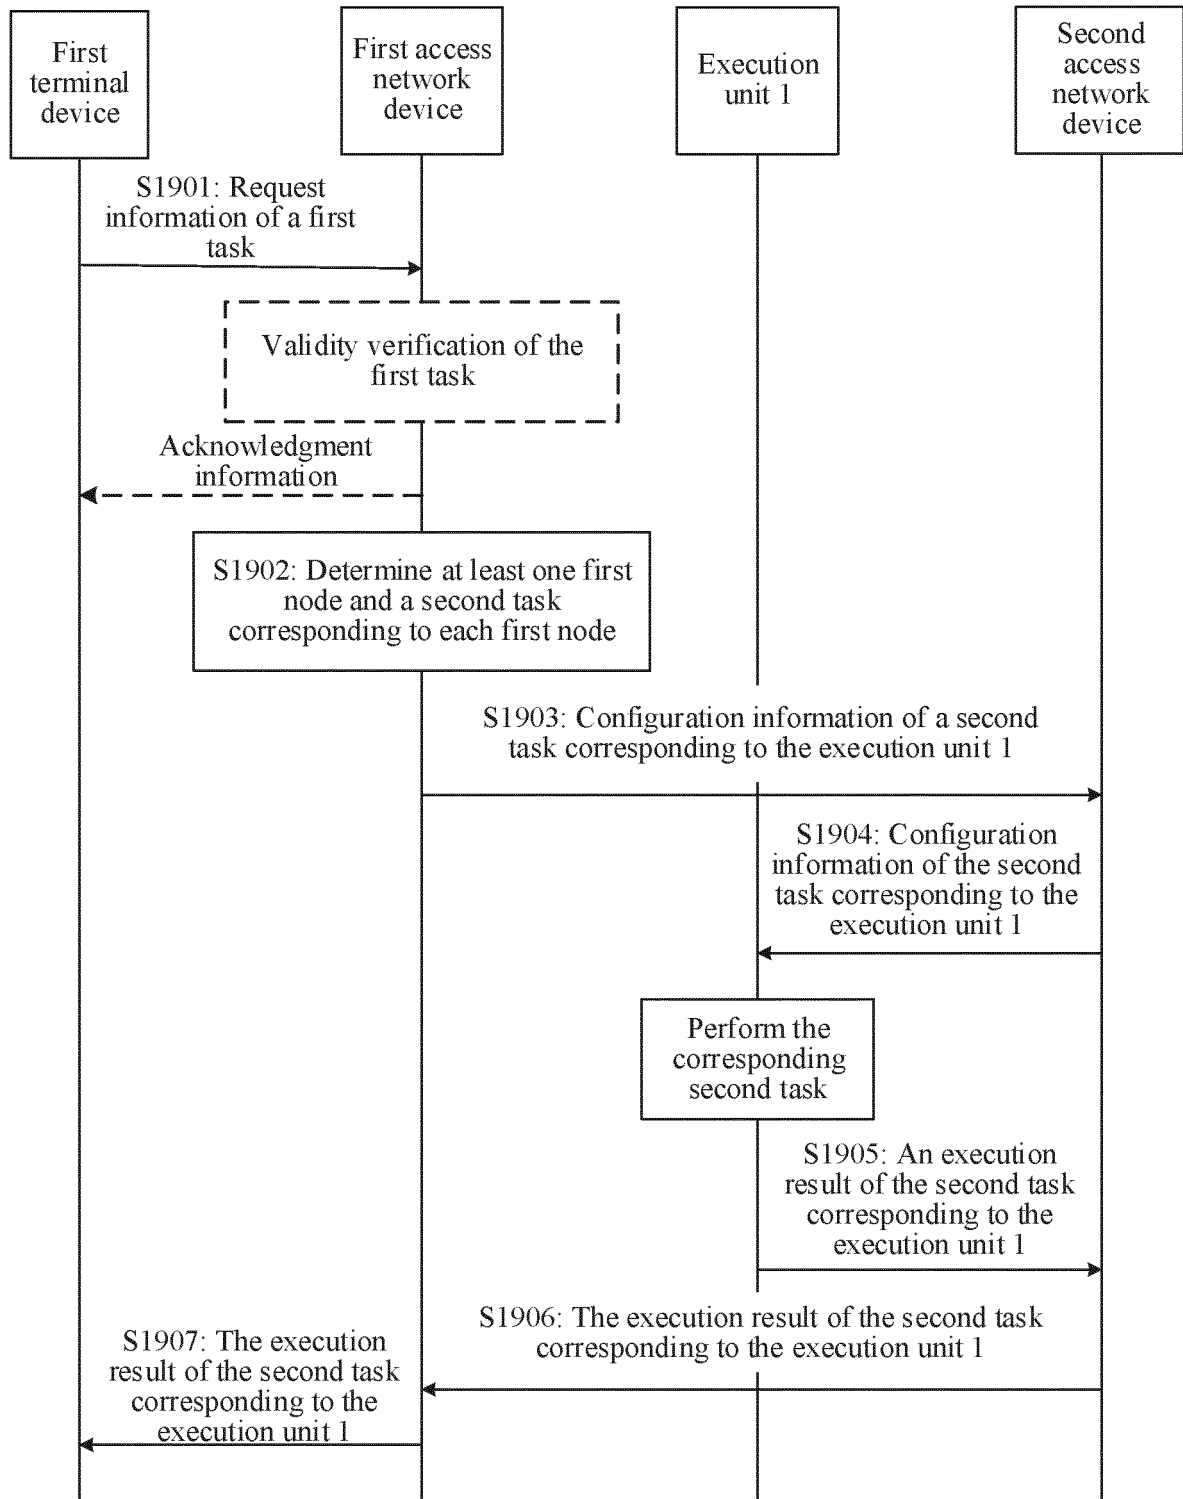 First
terminal
device
First access
network
device
Execution
unit 1
Second
access
network
device
S1901: Request
information of a first
task
Validity verification of the
first task
Acknowledgment
information
S1902: Determine at least one first
node and a second task
corresponding to each first node
S1903: Configuration information of a second
task corresponding to the execution unit 1
S1904: Configuration
information of the second
task corresponding to the
execution unit 1
Perform the
corresponding
second task
S1905: An execution
result of the second task
corresponding to the
execution unit 1
S1906: The execution result of the second task
corresponding to the execution unit 1
S1907: The execution
result of the second task
corresponding to the
execution unit 1